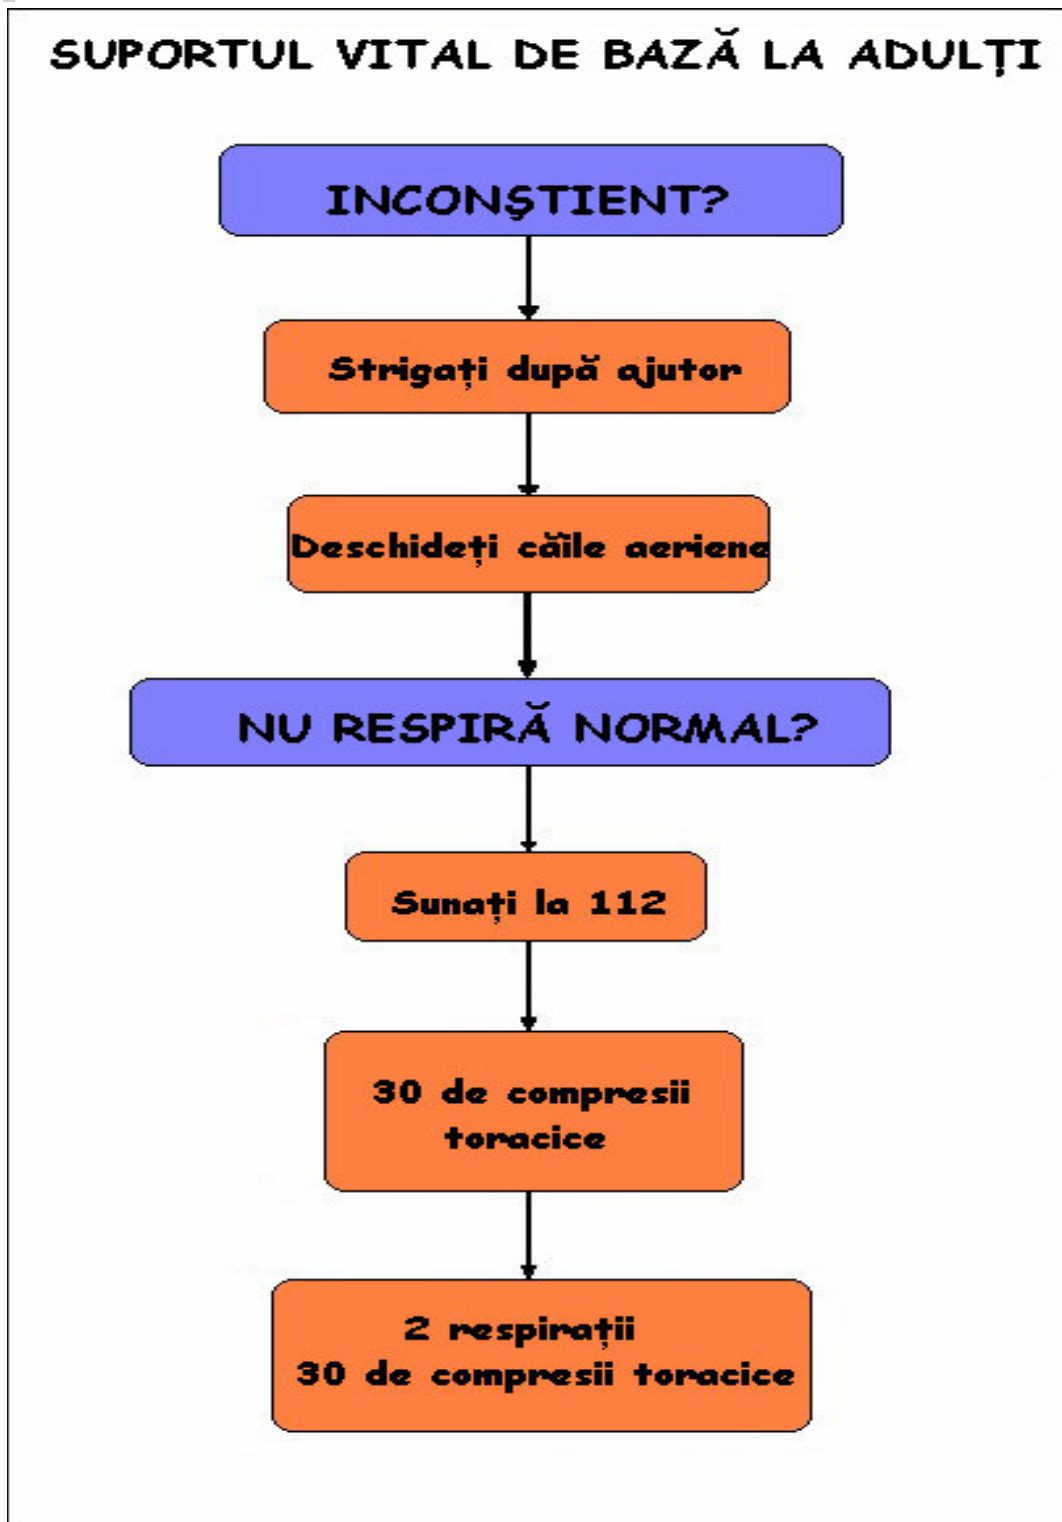 SUPORTUL VITAL DE BAZĂ LA ADULȚI
INCONŞTIENT?
Strigați după ajutor
Deschideți căile aeriene
NU RESPIRĂ NORMAL?
Sunați la 112
30 de compresii
toracice
2 respirații
30 de compresii toracice